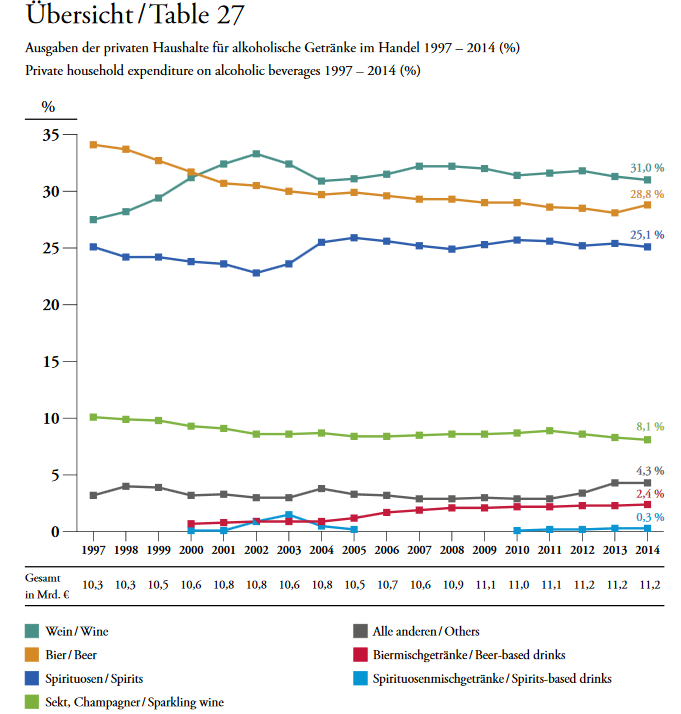 Übersicht / Table 27
Ausgaben der privaten Haushalte für alkoholische Getränke im Handel 1997 – 2014 (%)
Private household expenditure on alcoholic beverages 1997 – 2014 (%)
%
35
30
25
20
15
10
5
0
31,0 %
28,8 %
25,1 %
8,1 %
4,3 %
2,4 %
0,3 %
1997 1998 1999 2000 2001 2002 2003 2004 2005 2006 2007 2008 2009 2010 2011 2012 2013 2014
Gesamt
in Mrd. €
10,3 10,3 10,5 10,6 10,8 10,8 10,6 10,8 10,5 10,7 10,6 10,9 11,1 11,0 11,1 11,2 11,2 11,2
Wein / Wine
Bier / Beer
Spirituosen / Spirits
Sekt, Champagner / Sparkling wine
Alle anderen / Others
Biermischgetränke / Beer-based drinks
Spirituosenmischgetränke / Spirits-based drinks